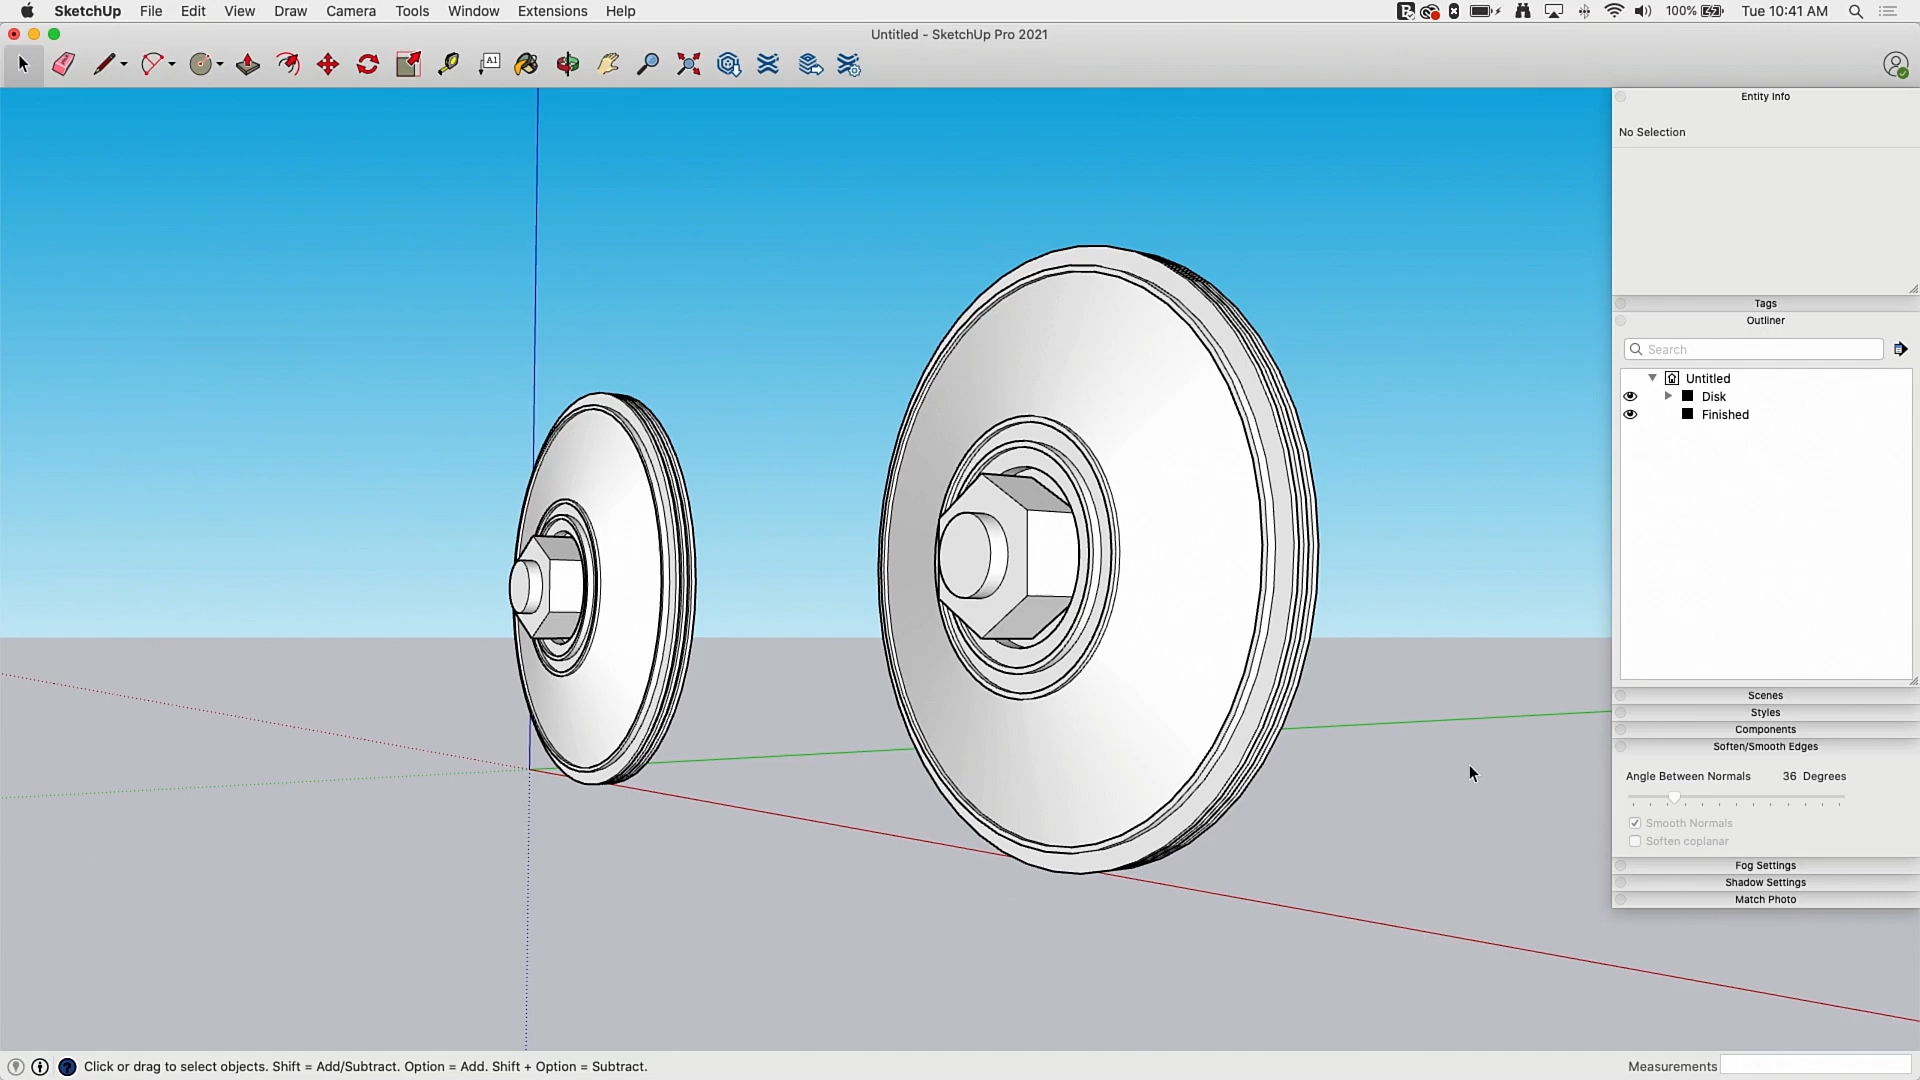 SketchUp File Edit View Draw Camera Tools Window Extensions Help 100% Tue 10:41 AM
Untitled - SketchUp Pro 2021
A1
Entity Info
No Selection
Tags
Outliner
Search
Untitled
Disk
Finished
Scenes
Styles
Components
Soften/Smooth Edges
Angle Between Normals 36 Degrees
Smooth Normals
Soften coplanar
Fog Settings
Shadow Settings
Match Photo
Click or drag to select objects. Shift = Add/Subtract. Option = Add. Shift + Option = Subtract. Measurements